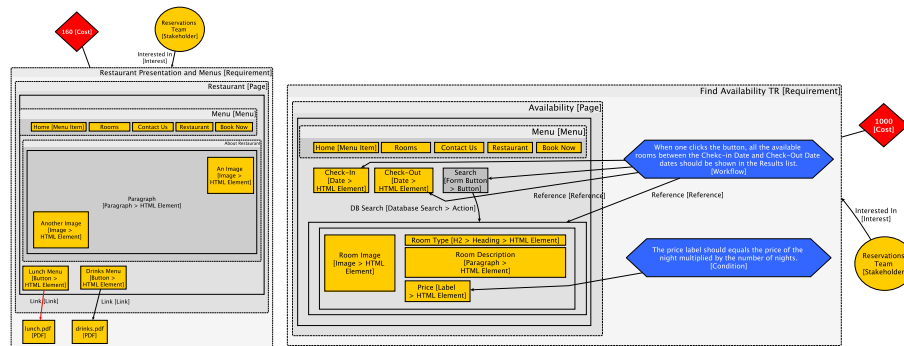 160 [Cost]
Reservations
Team
[Stakeholder]
Interested In
[Interest]
Restaurant Presentation and Menus [Requirement]
Restaurant [Page]
Menu [Menu]
Home [Menu Item]
Rooms
Contact Us
Restaurant
Book Now
About Restaurant
An Image
[Image >
HTML Element]
Paragraph
[Paragraph > HTML Element]
Another Image
[Image >
HTML Element]
Lunch Menu
[Button >
HTML Element]
Drinks Menu
[Button >
HTML Element]
Link [Link]
Link [Link]
lunch.pdf
[PDF]
drinks.pdf
[PDF]
Find Availability TR [Requirement]
Availability [Page]
Menu [Menu]
Home [Menu Item]
Rooms
Contact Us
Restaurant
Book Now
Check-In
[Date >
HTML Element]
Check-Out
[Date >
HTML Element]
Search
[Form Button
> Button]
When one clicks the button, all the available
rooms between the Chekc-In Date and Check-Out Date
dates should be shown in the Results list.
[Workflow]
1000
[Cost]
Reference [Reference]
Reference [Reference]
DB Search [Database Search > Action]
Interested In
[Interest]
Reservations
Team
[Stakeholder]
Room Image
[Image > HTML
Element]
Room Type [H2 > Heading > HTML Element]
Room Description
[Paragraph >
HTML Element]
Price [Label
> HTML Element]
The price label should equals the price of the
night multiplied by the number of nights.
[Condition]